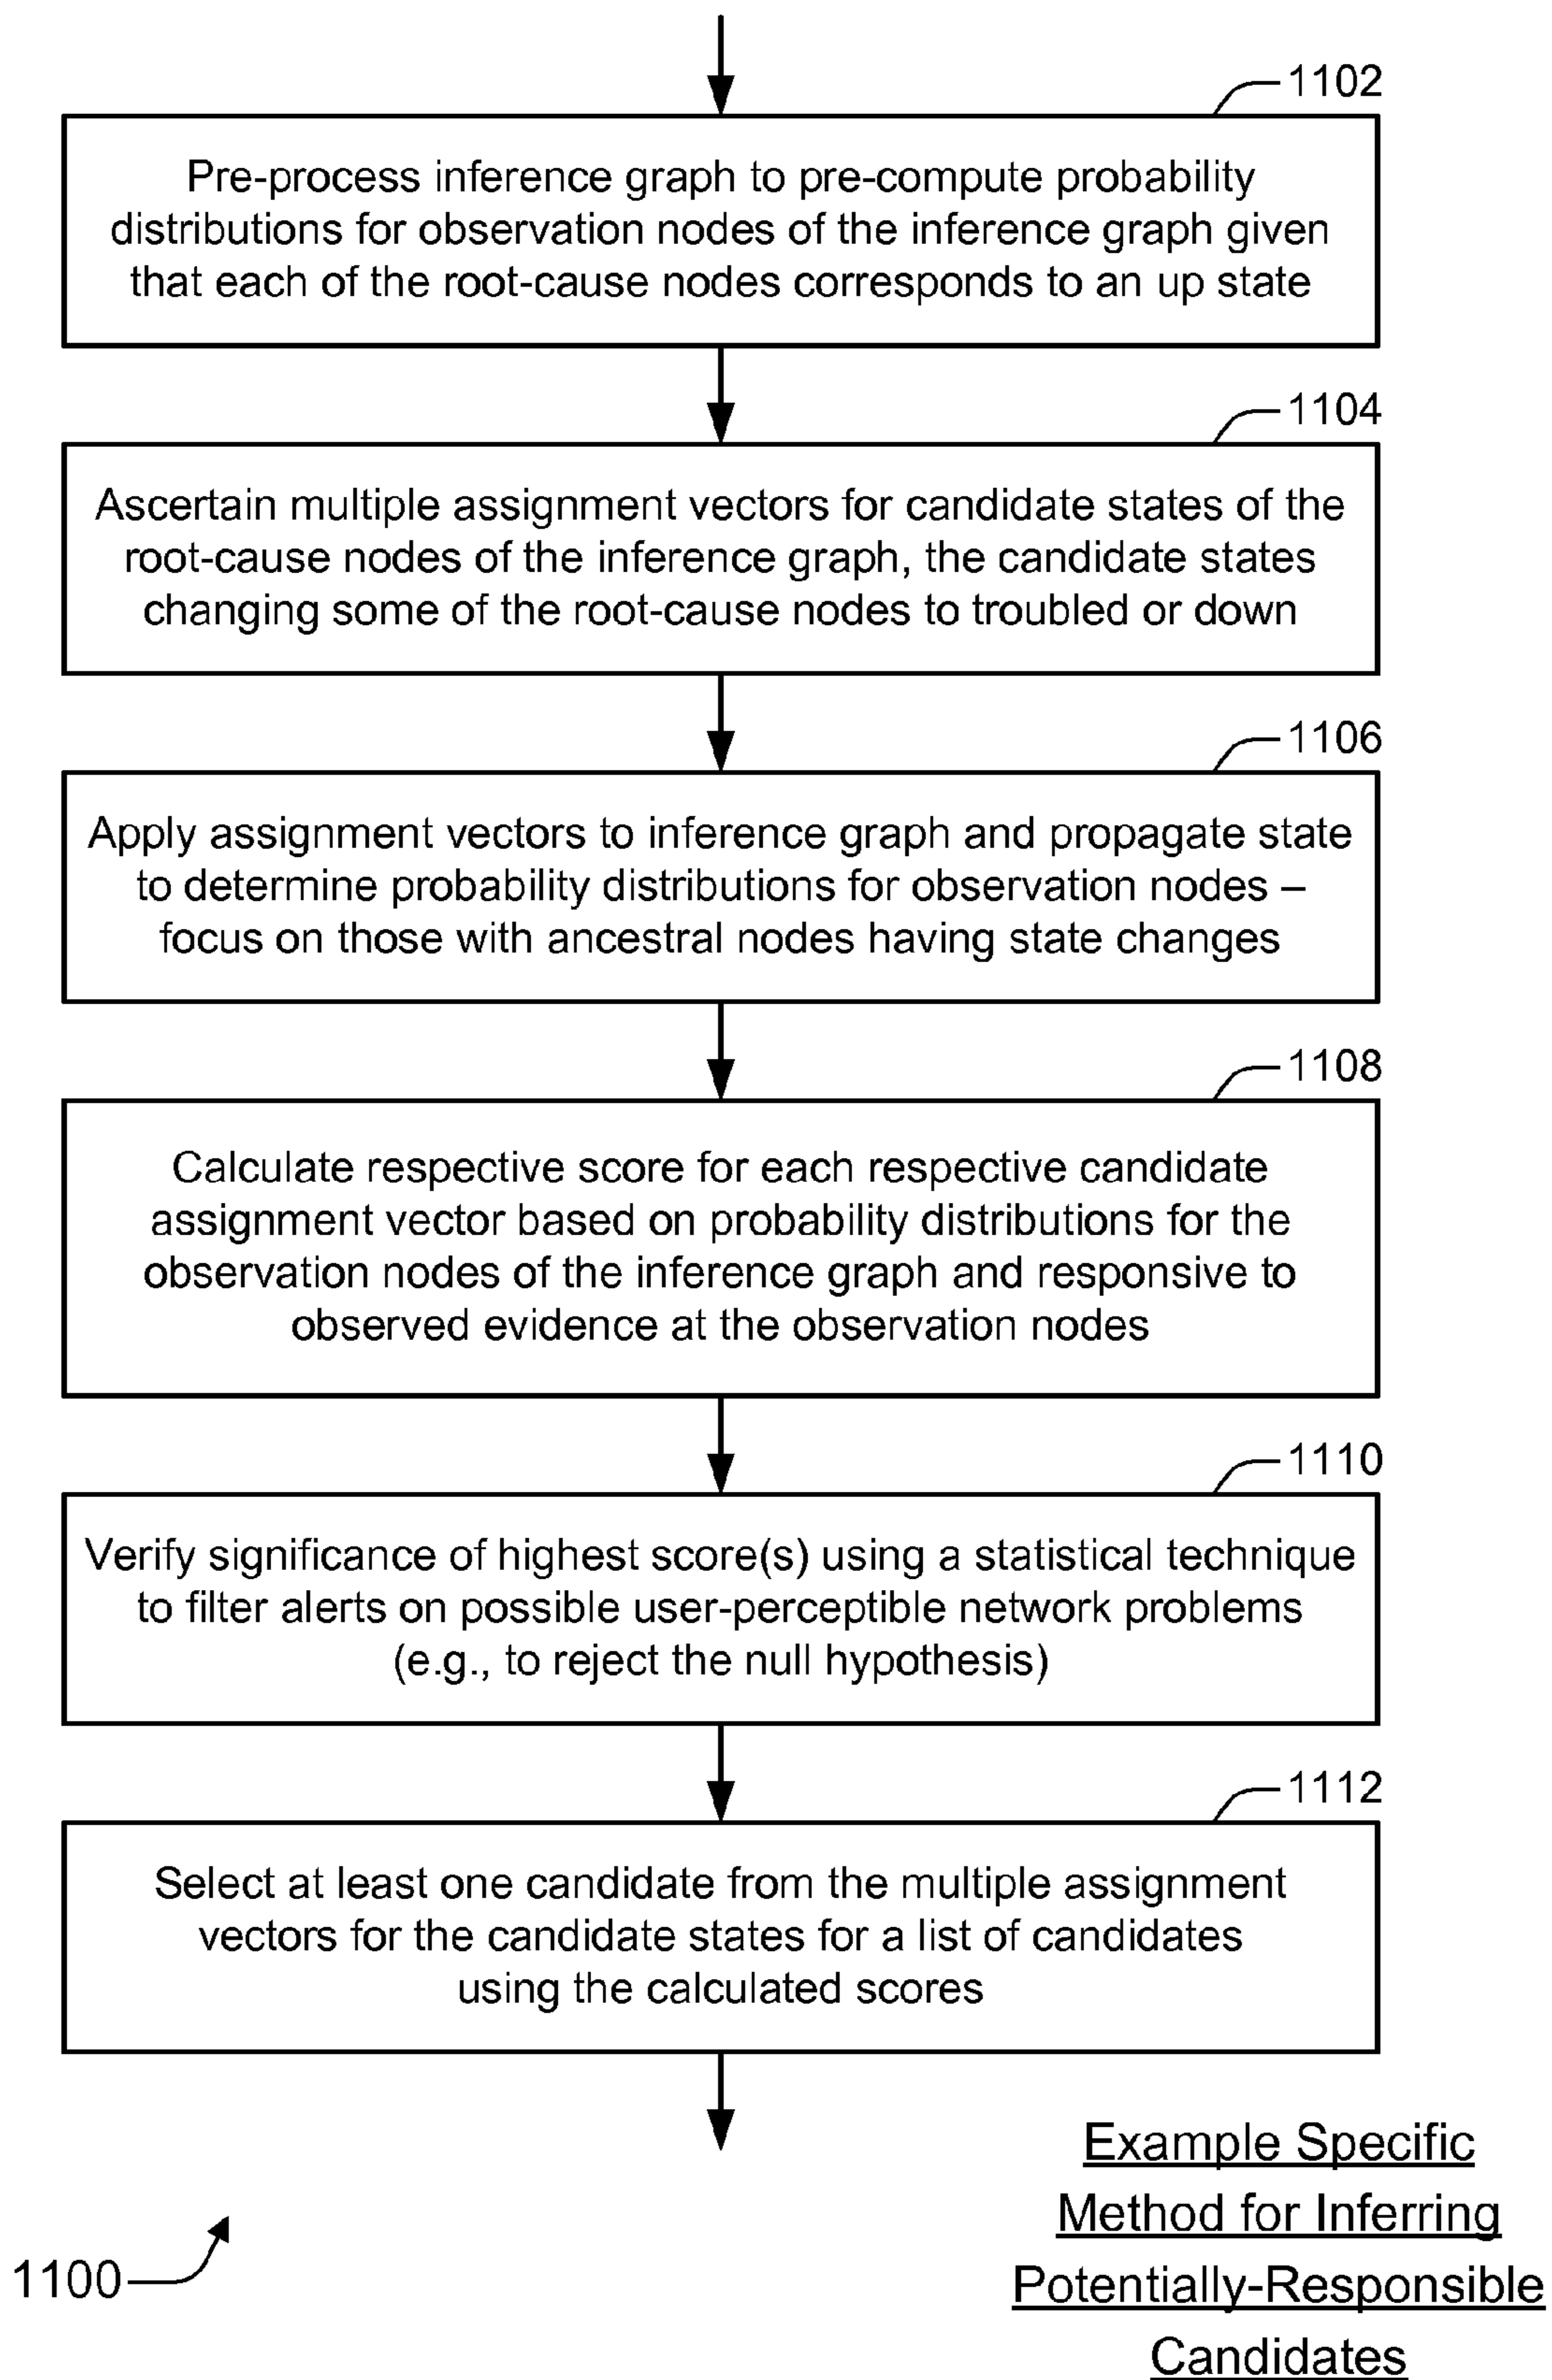 1102
Pre-process inference graph to pre-compute probability
distributions for observation nodes of the inference graph given
that each of the root-cause nodes corresponds to an up state
1104
Ascertain multiple assignment vectors for candidate states of the
root-cause nodes of the inference graph, the candidate states
changing some of the root-cause nodes to troubled or down
1106
Apply assignment vectors to inference graph and propagate state
to determine probability distributions for observation nodes –
focus on those with ancestral nodes having state changes
1108
Calculate respective score for each respective candidate
assignment vector based on probability distributions for the
observation nodes of the inference graph and responsive to
observed evidence at the observation nodes
1110
Verify significance of highest score(s) using a statistical technique
to filter alerts on possible user-perceptible network problems
(e.g., to reject the null hypothesis)
1112
Select at least one candidate from the multiple assignment
vectors for the candidate states for a list of candidates
using the calculated scores
1100
Example Specific
Method for Inferring
Potentially-Responsible
Candidates